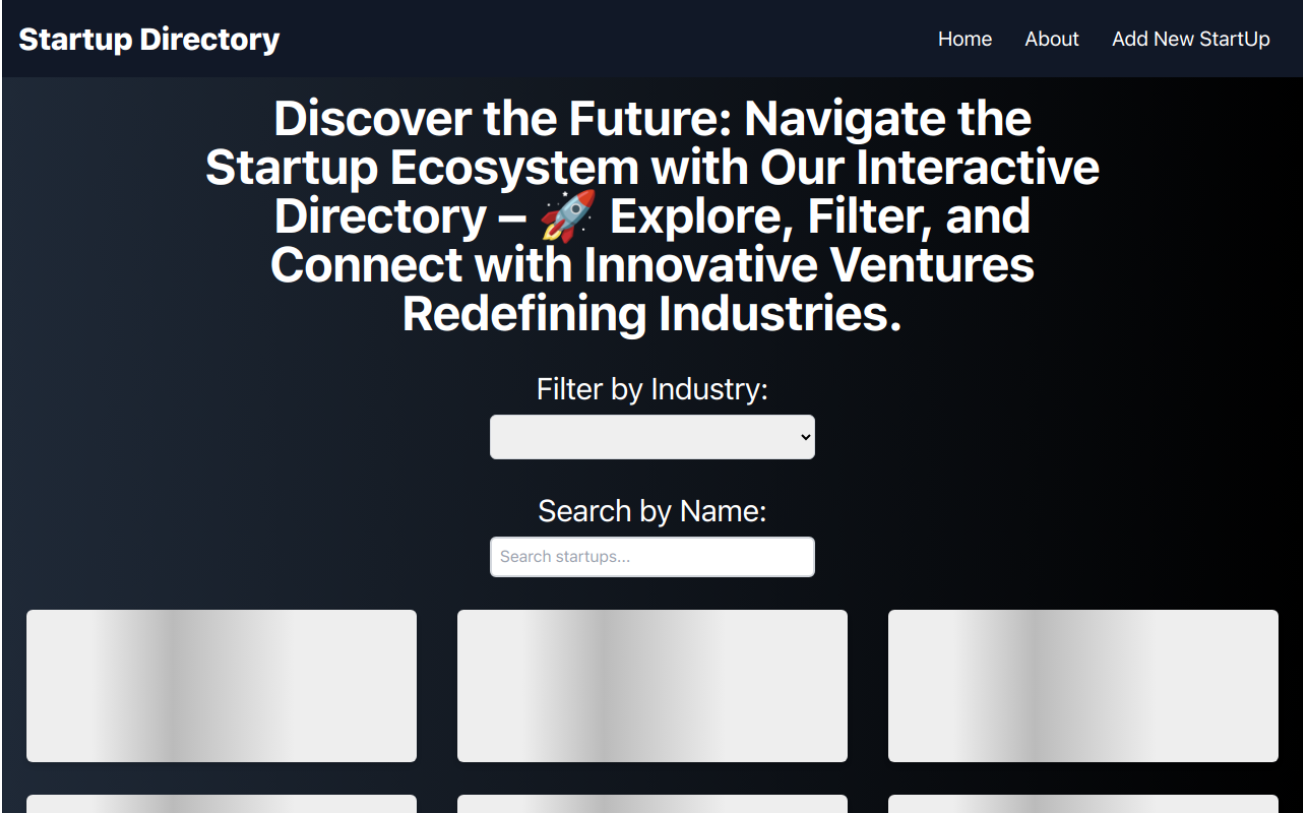 Startup Directory
Home About Add New StartUp
Discover the Future: Navigate the
Startup Ecosystem with Our Interactive
Directory – 🚀 Explore, Filter, and
Connect with Innovative Ventures
Redefining Industries.
Filter by Industry:
Search by Name:
Search startups...